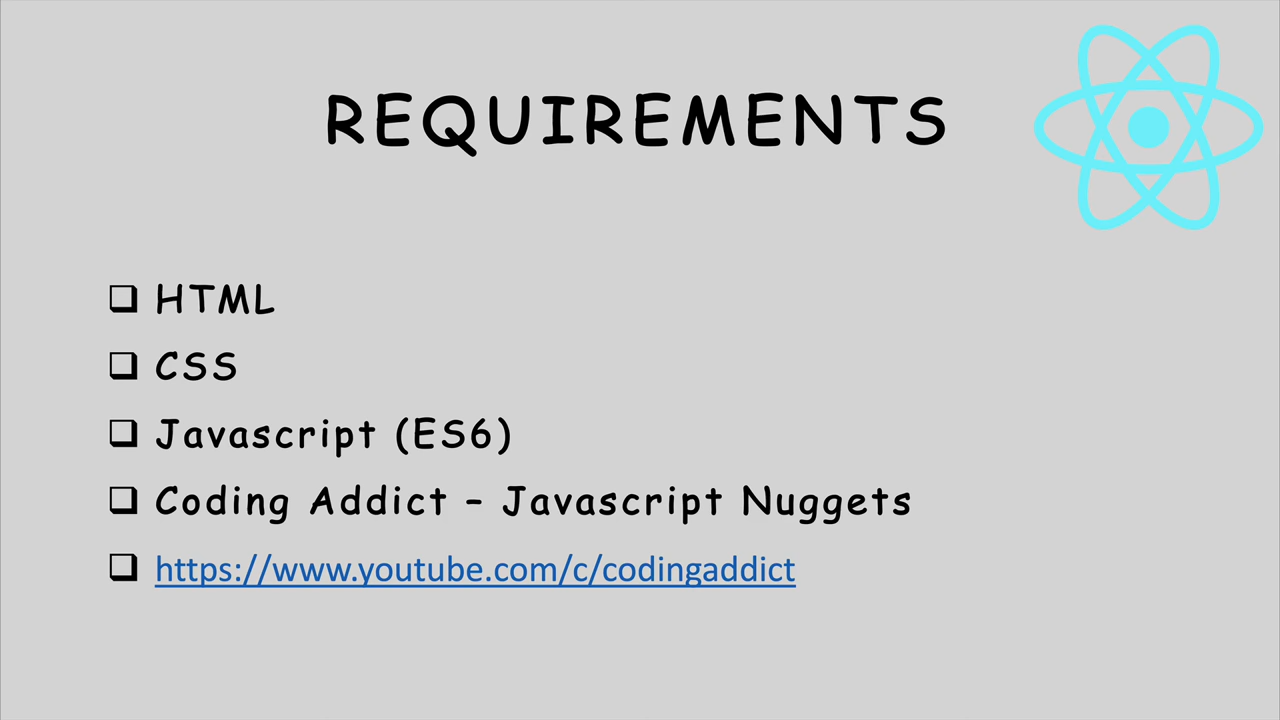 REQUIREMENTS
❑ HTML
❑ CSS
❑ Javascript (ES6)
❑ Coding Addict – Javascript Nuggets
❑ https://www.youtube.com/c/codingaddict